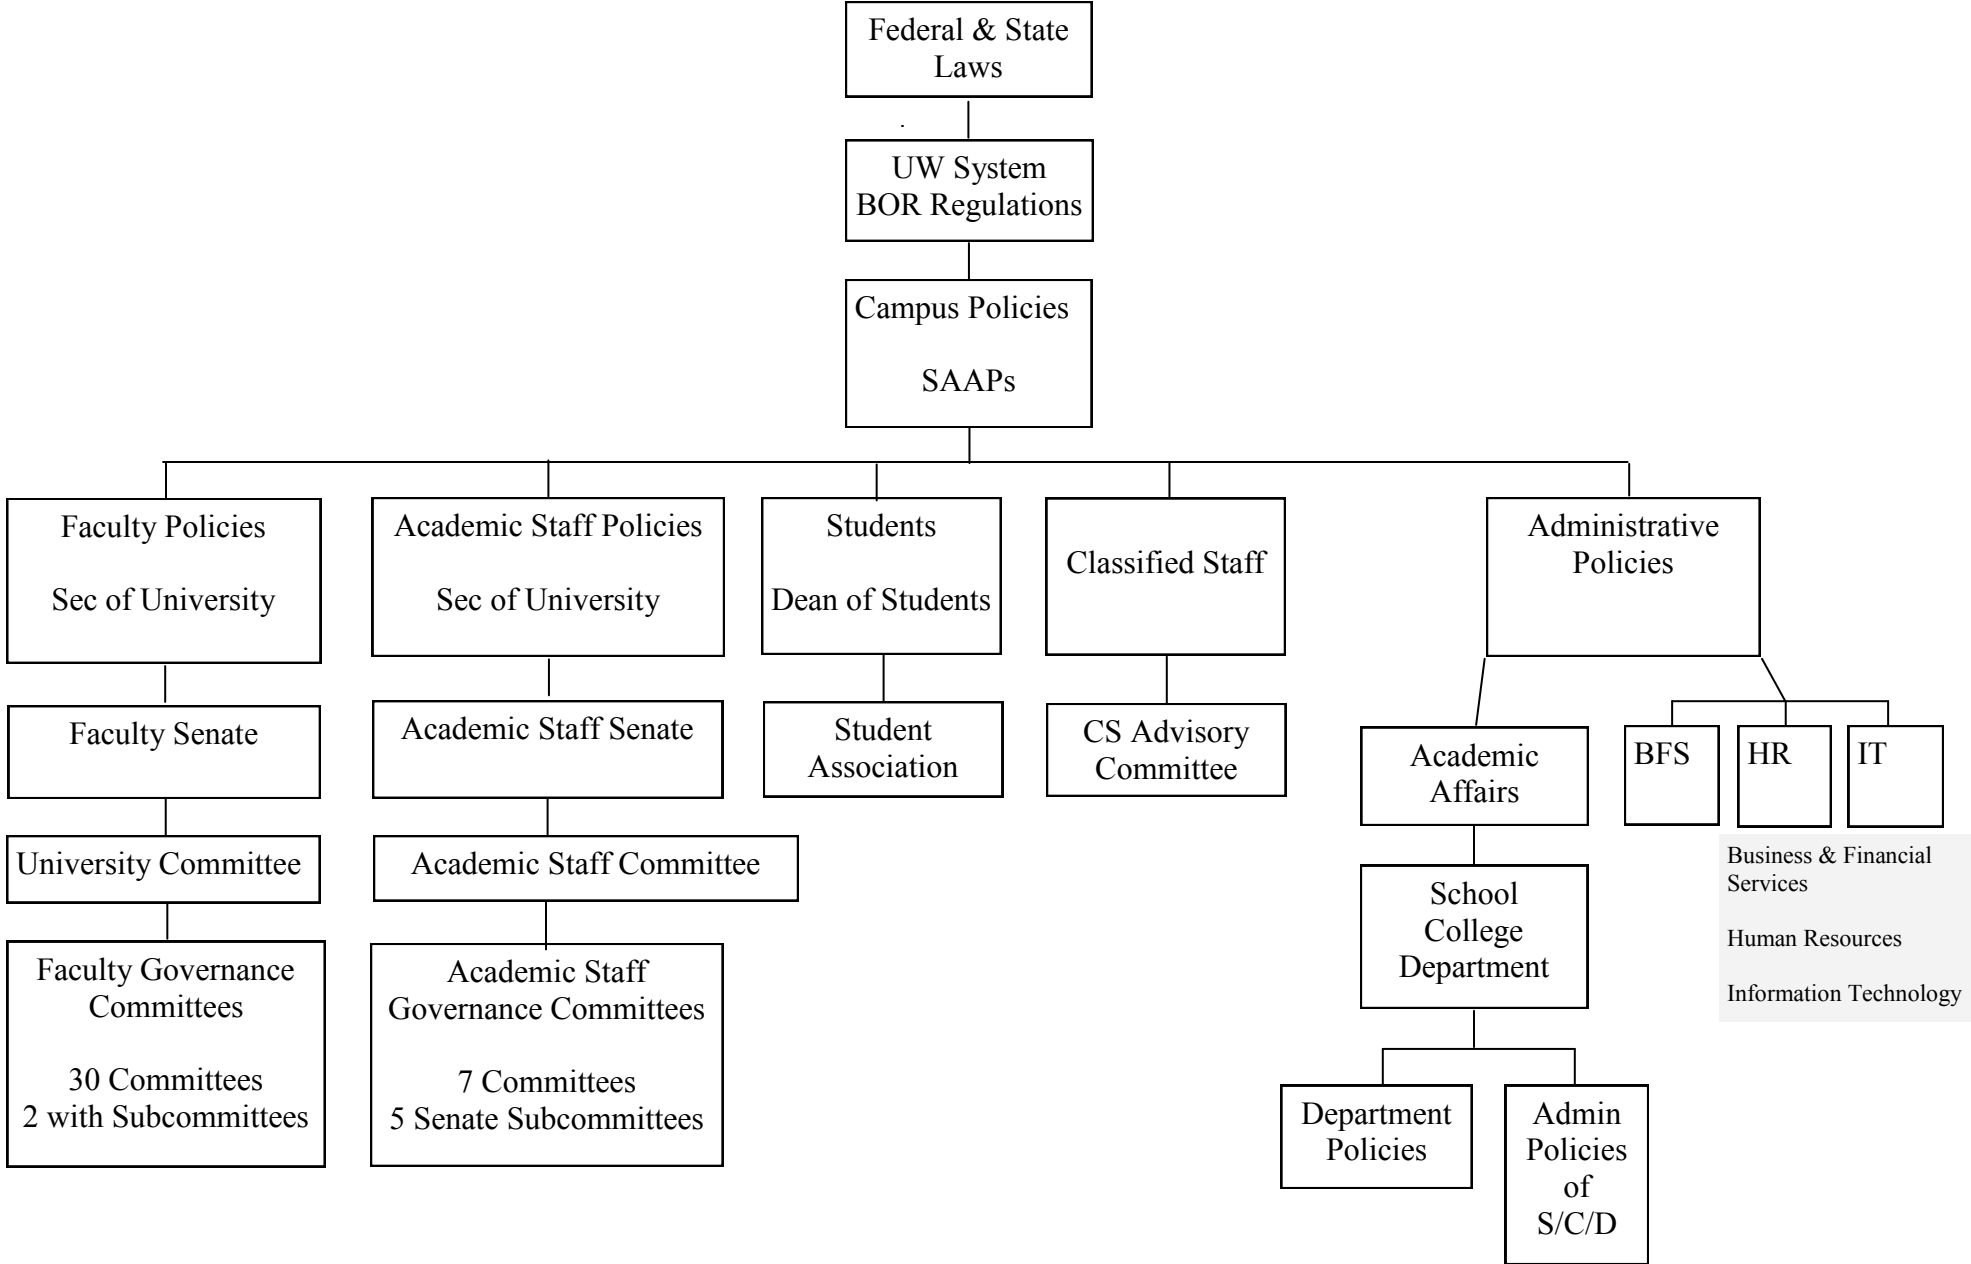 Federal & State
Laws
UW System
BOR Regulations
Campus Policies
SAAPs
Faculty Policies
Sec of University
Academic Staff Policies
Sec of University
Students
Dean of Students
Classified Staff
Administrative
Policies
Faculty Senate
Academic Staff Senate
Student
Association
CS Advisory
Committee
Academic
Affairs
BFS
HR
IT
University Committee
Academic Staff Committee
School
College
Department
Business & Financial
Services
Human Resources
Information Technology
Faculty Governance
Committees
30 Committees
2 with Subcommittees
Academic Staff
Governance Committees
7 Committees
5 Senate Subcommittees
Department
Policies
Admin
Policies
of
S/C/D